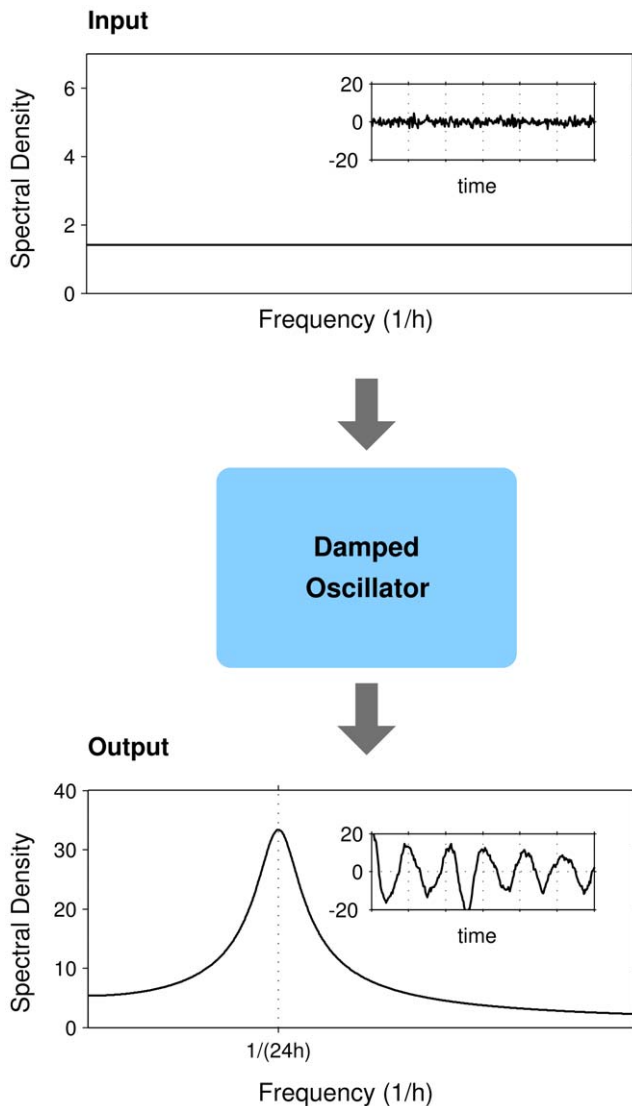 Input
Spectral Density
6
4
2
0
20
0
-20
time
Frequency (1/h)
Damped
Oscillator
Output
Spectral Density
40
30
20
10
0
20
0
-20
time
1/(24h)
Frequency (1/h)